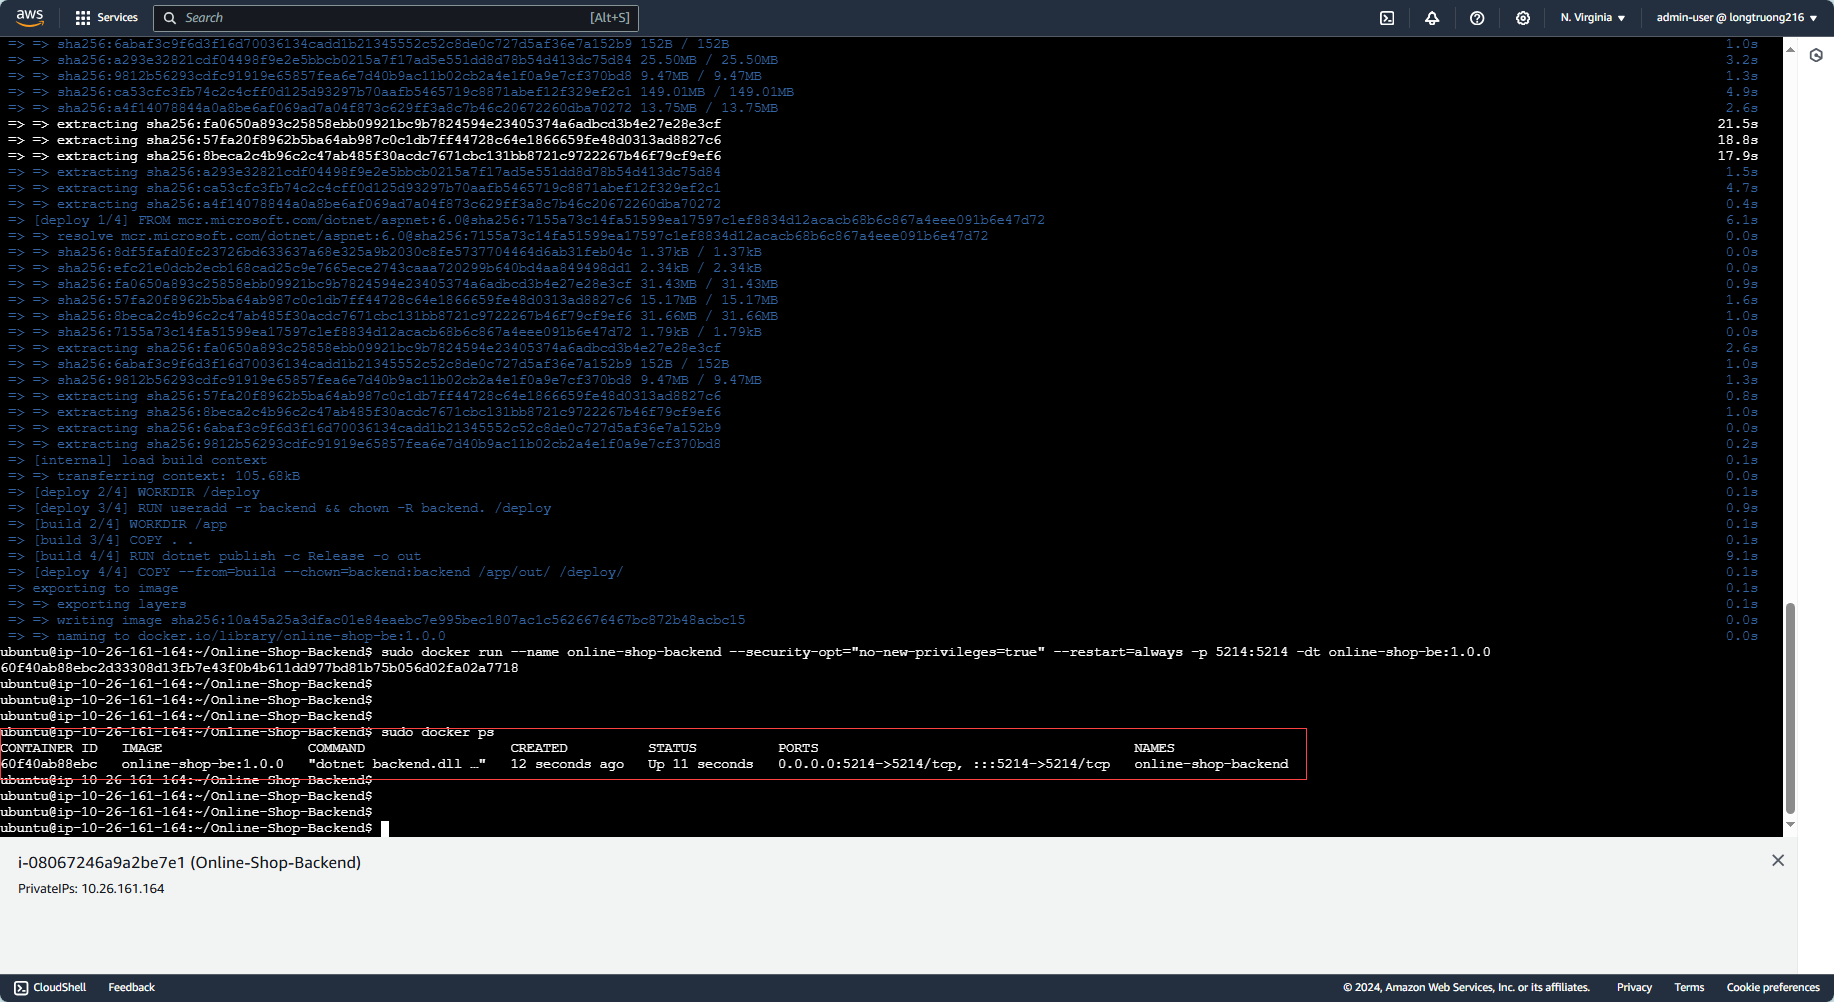 aws Services Search [Alt+S] N. Virginia ▼ admin-user @ longtruong216 ▼
=> => sha256:6abaf3c9f6d3f16d70036134cadd1b21345552c52c8de0c727d5af36e7a152b9 152B / 152B 1.0s
=> => sha256:a293e32821cdf04498f9e2e5bbcb0215a7f17ad5e551dd8d78b54d413dc75d84 25.50MB / 25.50MB 3.2s
=> => sha256:9812b56293cdfc91919e65857fea6e7d40b9ac11b02cb2a4e1f0a9e7cf370bd8 9.47MB / 9.47MB 1.3s
=> => sha256:ca53cfc3fb74c2c4cff0d125d93297b70aafb5465719c8871abef12f329ef2c1 149.01MB / 149.01MB 4.9s
=> => sha256:a4f14078844a0a8be6af069ad7a04f873c629ff3a8c7b46c20672260dba70272 13.75MB / 13.75MB 2.6s
=> => extracting sha256:fa0650a893c25858ebb09921bc9b7824594e23405374a6adbcd3b4e27e28e3cf 21.5s
=> => extracting sha256:57fa20f8962b5ba64ab987c0c1db7ff44728c64e1866659fe48d0313ad8827c6 18.8s
=> => extracting sha256:8beca2c4b96c2c47ab485f30acdc7671cbc131bb8721c9722267b46f79cf9ef6 17.9s
=> => extracting sha256:a293e32821cdf04498f9e2e5bbcb0215a7f17ad5e551dd8d78b54d413dc75d84 1.5s
=> => extracting sha256:ca53cfc3fb74c2c4cff0d125d93297b70aafb5465719c8871abef12f329ef2c1 4.7s
=> => extracting sha256:a4f14078844a0a8be6af069ad7a04f873c629ff3a8c7b46c20672260dba70272 0.4s
=> [deploy 1/4] FROM mcr.microsoft.com/dotnet/aspnet:6.0@sha256:7155a73c14fa51599ea17597c1ef8834d12acacb68b6c867a4eee091b6e47d72 6.1s
=> => resolve mcr.microsoft.com/dotnet/aspnet:6.0@sha256:7155a73c14fa51599ea17597c1ef8834d12acacb68b6c867a4eee091b6e47d72 0.0s
=> => sha256:8df5fafd0fc23726bd633637a68e325a9b2030c8fe5737704464d6ab31feb04c 1.37kB / 1.37kB 0.0s
=> => sha256:efc21e0dcb2ecb168cad25c9e7665ece2743caaa720299b640bd4aa849498dd1 2.34kB / 2.34kB 0.0s
=> => sha256:fa0650a893c25858ebb09921bc9b7824594e23405374a6adbcd3b4e27e28e3cf 31.43MB / 31.43MB 0.9s
=> => sha256:57fa20f8962b5ba64ab987c0c1db7ff44728c64e1866659fe48d0313ad8827c6 15.17MB / 15.17MB 1.6s
=> => sha256:8beca2c4b96c2c47ab485f30acdc7671cbc131bb8721c9722267b46f79cf9ef6 31.66MB / 31.66MB 1.0s
=> => sha256:7155a73c14fa51599ea17597c1ef8834d12acacb68b6c867a4eee091b6e47d72 1.79kB / 1.79kB 0.0s
=> => extracting sha256:fa0650a893c25858ebb09921bc9b7824594e23405374a6adbcd3b4e27e28e3cf 2.6s
=> => sha256:6abaf3c9f6d3f16d70036134cadd1b21345552c52c8de0c727d5af36e7a152b9 152B / 152B 1.0s
=> => sha256:9812b56293cdfc91919e65857fea6e7d40b9ac11b02cb2a4e1f0a9e7cf370bd8 9.47MB / 9.47MB 1.3s
=> => extracting sha256:57fa20f8962b5ba64ab987c0c1db7ff44728c64e1866659fe48d0313ad8827c6 0.8s
=> => extracting sha256:8beca2c4b96c2c47ab485f30acdc7671cbc131bb8721c9722267b46f79cf9ef6 1.0s
=> => extracting sha256:6abaf3c9f6d3f16d70036134cadd1b21345552c52c8de0c727d5af36e7a152b9 0.0s
=> => extracting sha256:9812b56293cdfc91919e65857fea6e7d40b9ac11b02cb2a4e1f0a9e7cf370bd8 0.2s
=> [internal] load build context 0.1s
=> => transferring context: 105.68kB 0.0s
=> [deploy 2/4] WORKDIR /deploy 0.1s
=> [deploy 3/4] RUN useradd -r backend && chown -R backend. /deploy 0.9s
=> [build 2/4] WORKDIR /app 0.1s
=> [build 3/4] COPY . . 0.1s
=> [build 4/4] RUN dotnet publish -c Release -o out 9.1s
=> [deploy 4/4] COPY --from=build --chown=backend:backend /app/out/ /deploy/ 0.1s
=> exporting to image 0.1s
=> => exporting layers 0.1s
=> => writing image sha256:10a45a25a3dfac01e84eaebc7e995bec1807ac1c5626676467bc872b48acbc15 0.0s
=> => naming to docker.io/library/online-shop-be:1.0.0 0.0s
ubuntu@ip-10-26-161-164:~/Online-Shop-Backend$ sudo docker run --name online-shop-backend --security-opt="no-new-privileges=true" --restart=always -p 5214:5214 -dt online-shop-be:1.0.0
60f40ab88ebc2d33308d13fb7e43f0b4b611dd977bd81b75b056d02fa02a7718
ubuntu@ip-10-26-161-164:~/Online-Shop-Backend$
ubuntu@ip-10-26-161-164:~/Online-Shop-Backend$
ubuntu@ip-10-26-161-164:~/Online-Shop-Backend$
ubuntu@ip-10-26-161-164:~/Online-Shop-Backend$ sudo docker ps
CONTAINER ID IMAGE COMMAND CREATED STATUS PORTS NAMES
60f40ab88ebc online-shop-be:1.0.0 "dotnet backend.dll …" 12 seconds ago Up 11 seconds 0.0.0.0:5214->5214/tcp, :::5214->5214/tcp online-shop-backend
ubuntu@ip-10-26-161-164:~/Online-Shop-Backend$
ubuntu@ip-10-26-161-164:~/Online-Shop-Backend$
ubuntu@ip-10-26-161-164:~/Online-Shop-Backend$
ubuntu@ip-10-26-161-164:~/Online-Shop-Backend$
i-08067246a9a2be7e1 (Online-Shop-Backend)
PrivateIPs: 10.26.161.164
CloudShell Feedback © 2024, Amazon Web Services, Inc. or its affiliates. Privacy Terms Cookie preferences